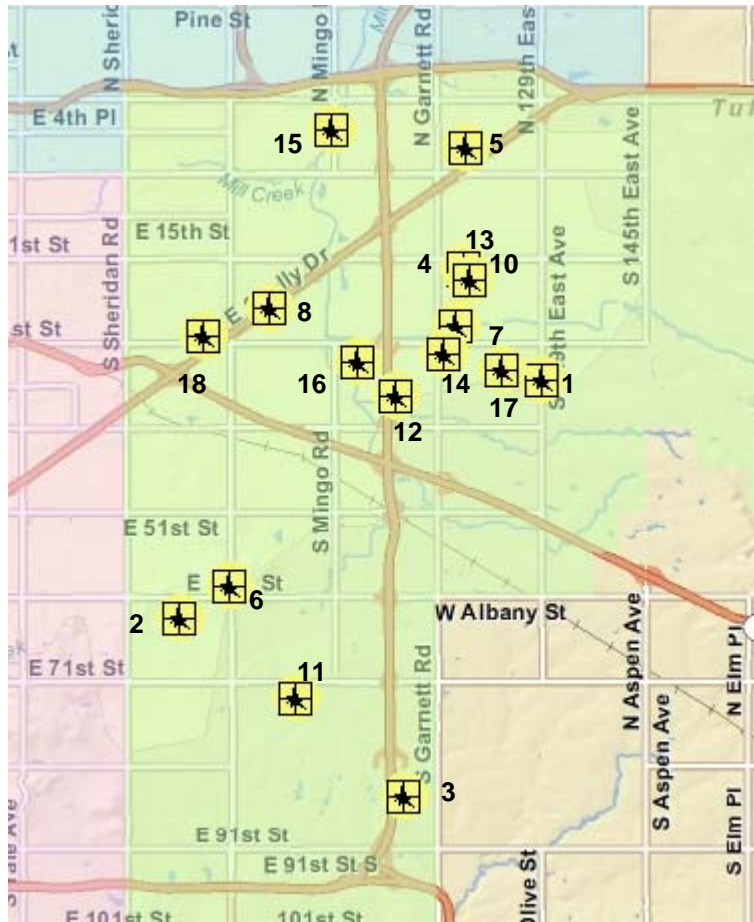 Pine St
N Mingo
N Garnett Rd
N 129th East
E 4th Pl
15
5
Tul
Mill Creek
S 145th East Ave
E 15th St
13
4
10
1st St
S Sheridan Rd
8
7
18
16
14
17
1
12
S Mingo Rd
E 51st St
E St
6
2
W Albany St
E 71st St
11
N Aspen Ave
N Elm Pl
S Garnett Rd
3
S Aspen Ave
S Elm Pl
E 91st St
E 91st St S
Olive St
E 101st St
101st St